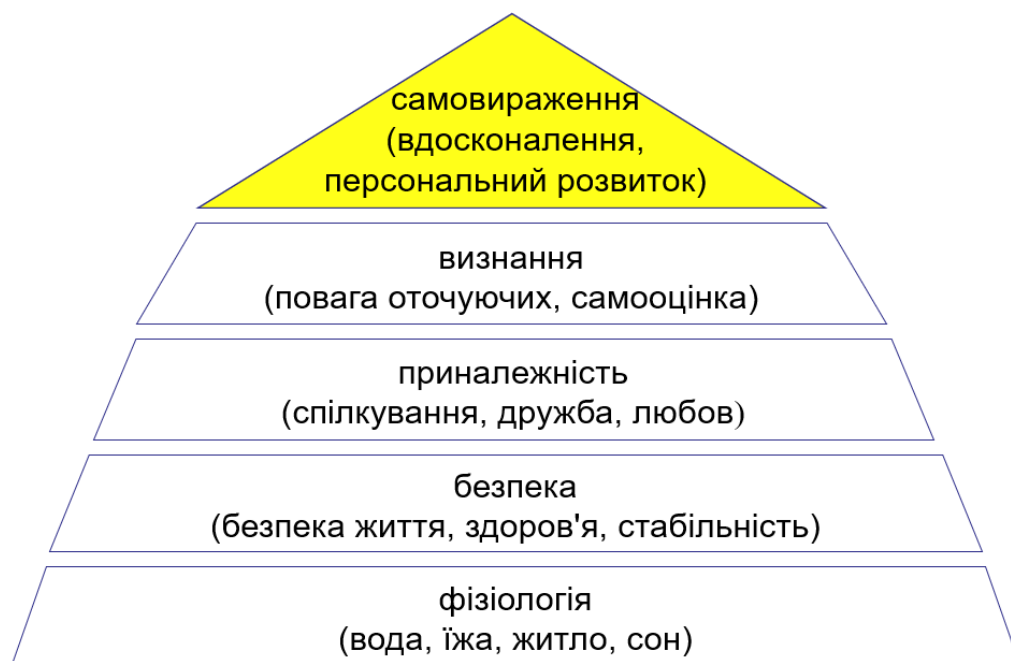 самовираження
(вдосконалення,
персональний розвиток)
визнання
(повага оточуючих, самооцінка)
приналежність
(спілкування, дружба, любов)
безпека
(безпека життя, здоров'я, стабільність)
фізіологія
(вода, їжа, житло, сон)